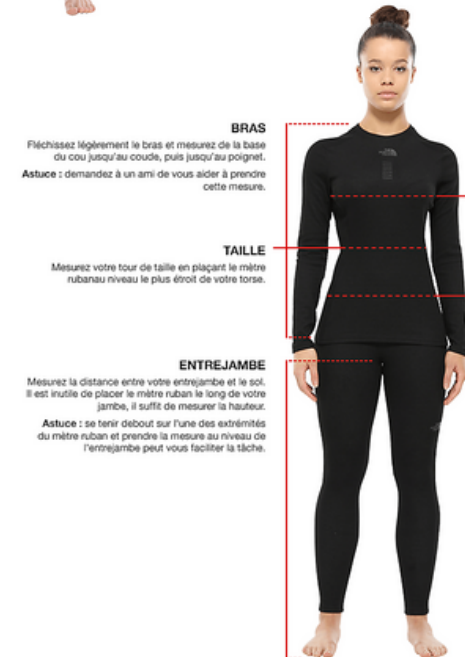 BRAS
Fléchissez légèrement le bras et mesurez de la base
du cou jusqu'au coude, puis jusqu'au poignet.
Astuce : demandez à un ami de vous aider à prendre
cette mesure.
TAILLE
Mesurez votre tour de taille en plaçant le mètre
rubanau niveau le plus étroit de votre torse.
ENTREJAMBE
Mesurez la distance entre votre entrejambe et le sol.
Il est inutile de placer le mètre ruban le long de votre
jambe, il suffit de mesurer la hauteur.
Astuce : se tenir debout sur l'une des extrémités
du mètre ruban et prendre la mesure au niveau de
l'entrejambe peut vous faciliter la tâche.